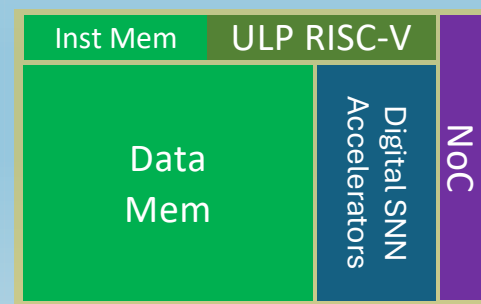 Inst Mem
ULP RISC-V
Data
Mem
Digital SNN
Accelerators
NoC